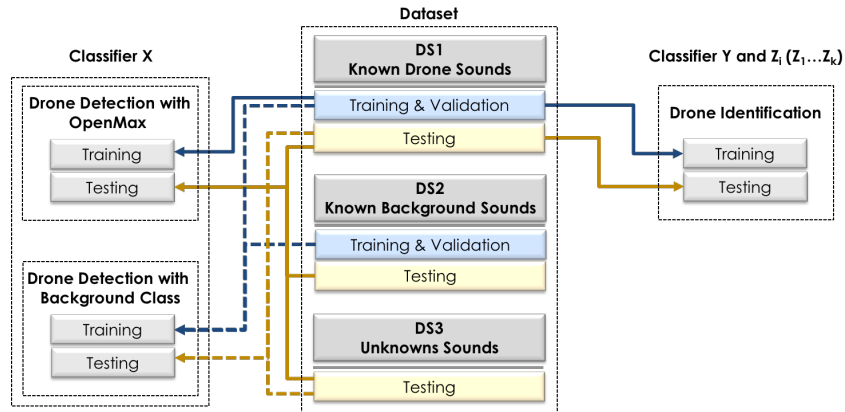 Dataset
Classifier X
Drone Detection with
OpenMax
Training
Testing
Drone Detection with
Background Class
Training
Testing
DS1
Known Drone Sounds
Training & Validation
Testing
DS2
Known Background Sounds
Training & Validation
Testing
DS3
Unknowns Sounds
Testing
Classifier Y and Zi (Z1...Zk)
Drone Identification
Training
Testing